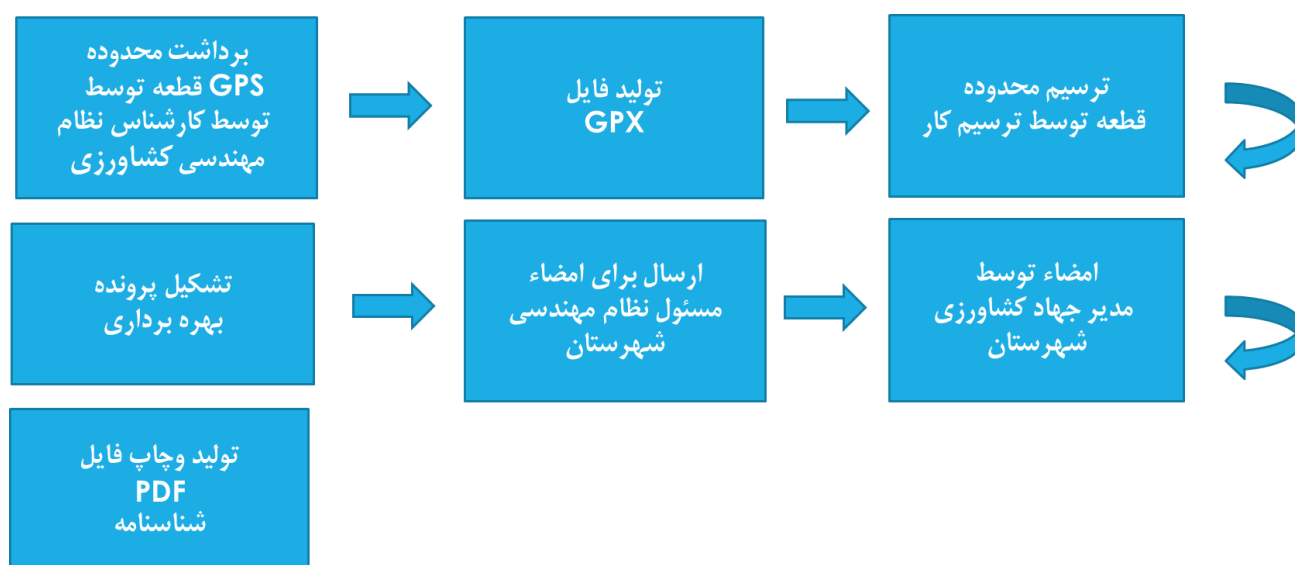 برداشت محدوده
قطعه توسط GPS
توسط کارشناس نظام
مهندسی کشاورزی
تولید فایل
GPX
ترسیم محدوده
قطعه توسط ترسیم کار
تشکیل پرونده
بهره برداری
ارسال برای امضاء
مسئول نظام مهندسی
شهرستان
امضاء توسط
مدیر جهاد کشاورزی
شهرستان
تولید وچاپ فایل
PDF
شناسنامه